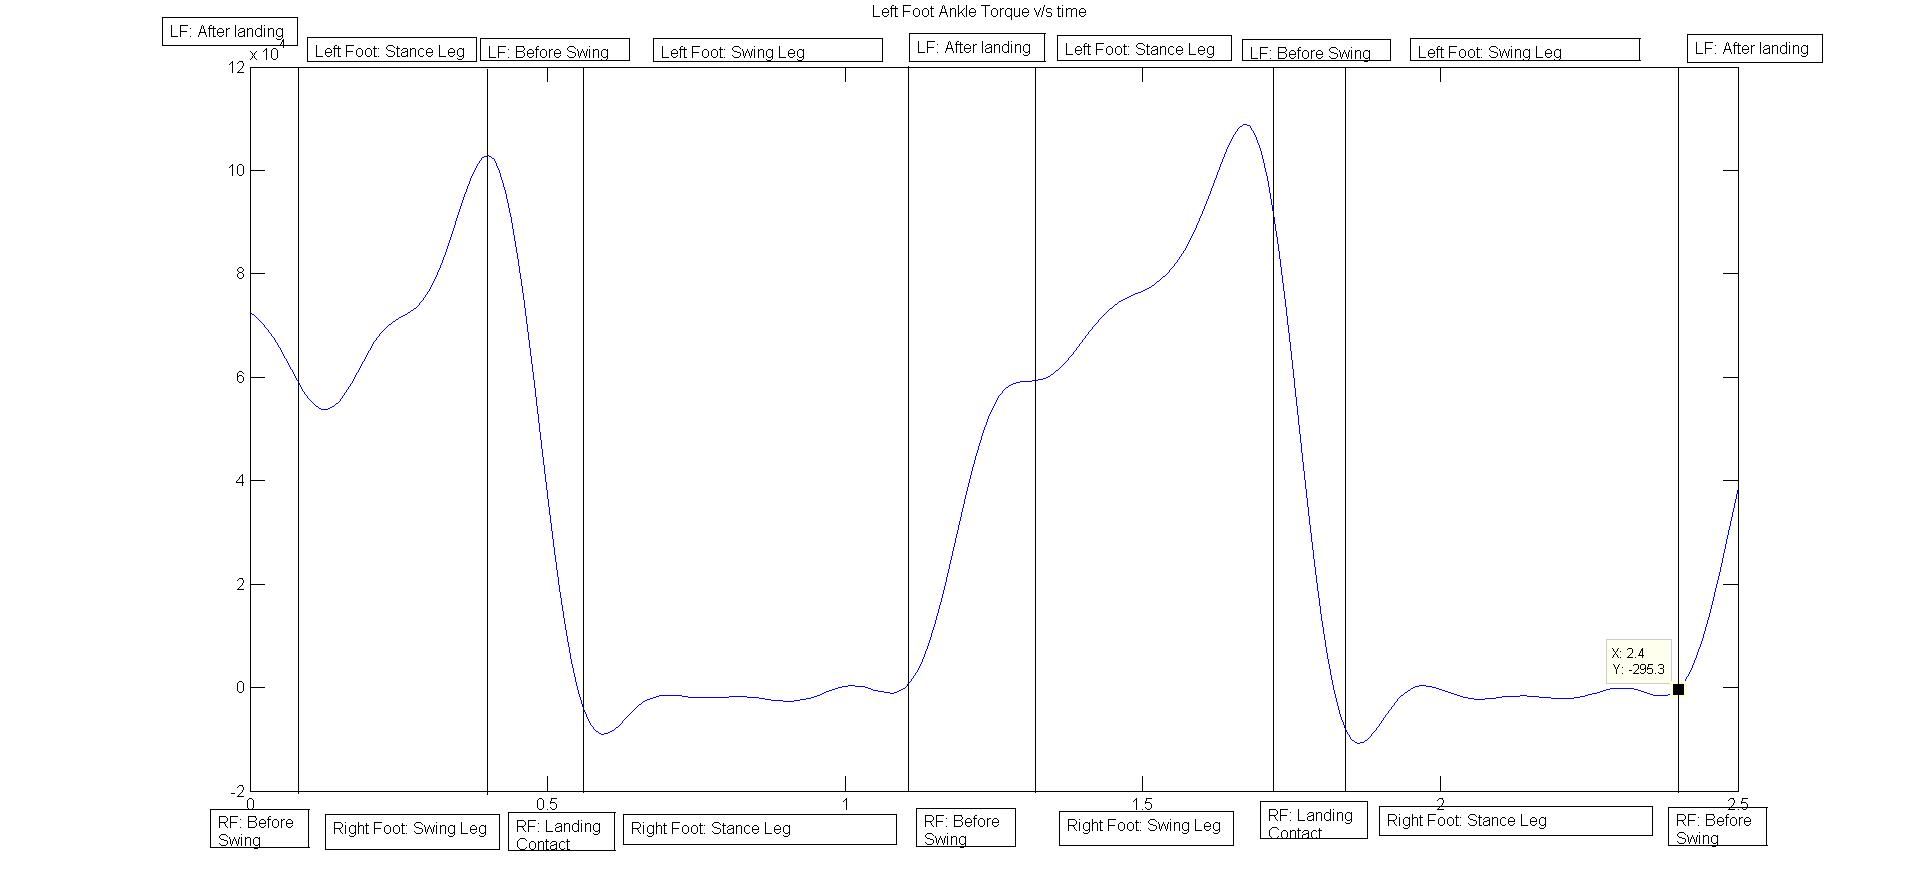 Left Foot Ankle Torque v/s time
LF: After landing
Left Foot: Stance Leg
LF: Before Swing
Left Foot: Swing Leg
LF: After landing
Left Foot: Stance Leg
LF: Before Swing
Left Foot: Swing Leg
LF: After landing
x 10^4
12
10
8
6
4
2
0
-2
X: 2.4
Y: -295.3
0
0.5
1
1.5
2
2.5
RF: Before
Swing
Right Foot: Swing Leg
RF: Landing
Contact
Right Foot: Stance Leg
RF: Before
Swing
Right Foot: Swing Leg
RF: Landing
Contact
Right Foot: Stance Leg
RF: Before
Swing